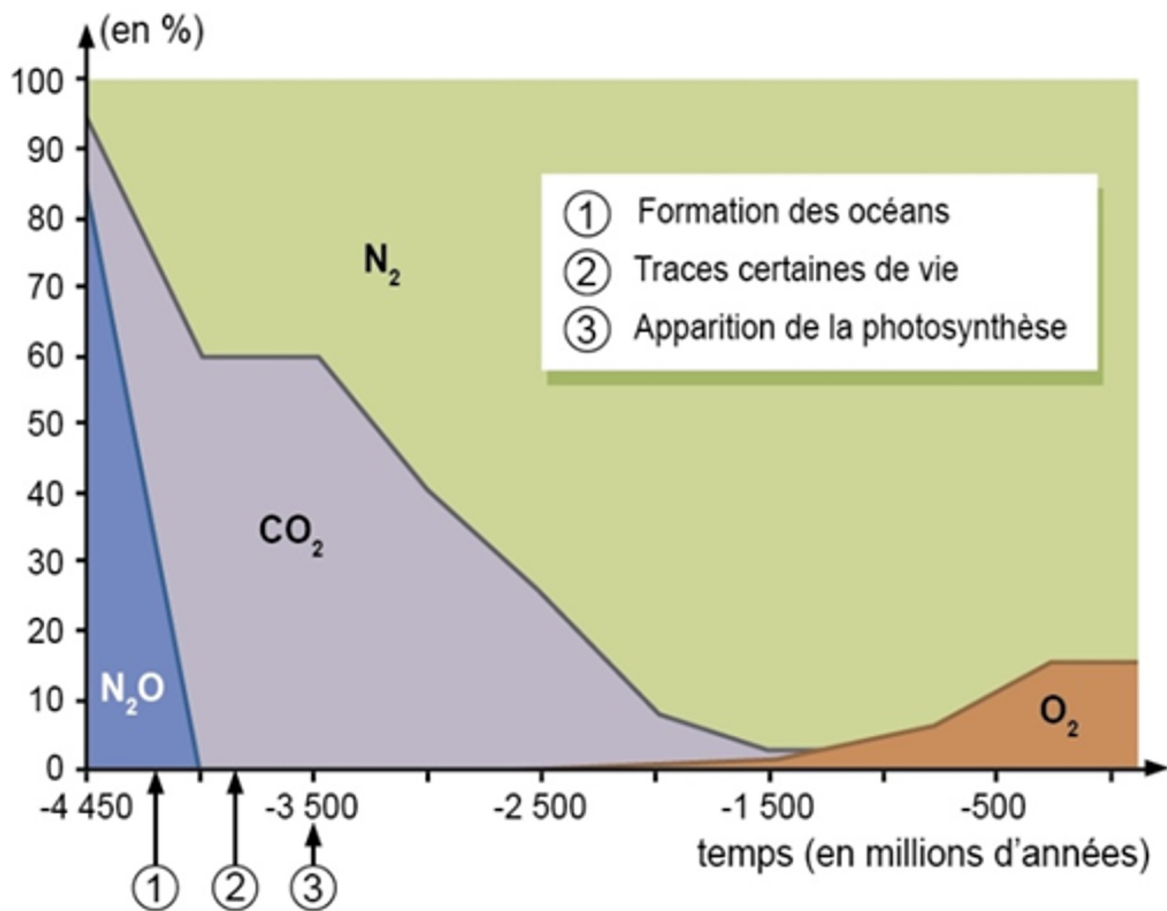 (en %)
100
90
80
70
60
50
40
30
20
10
0
N₂
① Formation des océans
② Traces certaines de vie
③ Apparition de la photosynthèse
CO₂
N₂O
O₂
-4 450 -3 500 -2 500 -1 500 -500
temps (en millions d'années)
① ② ③